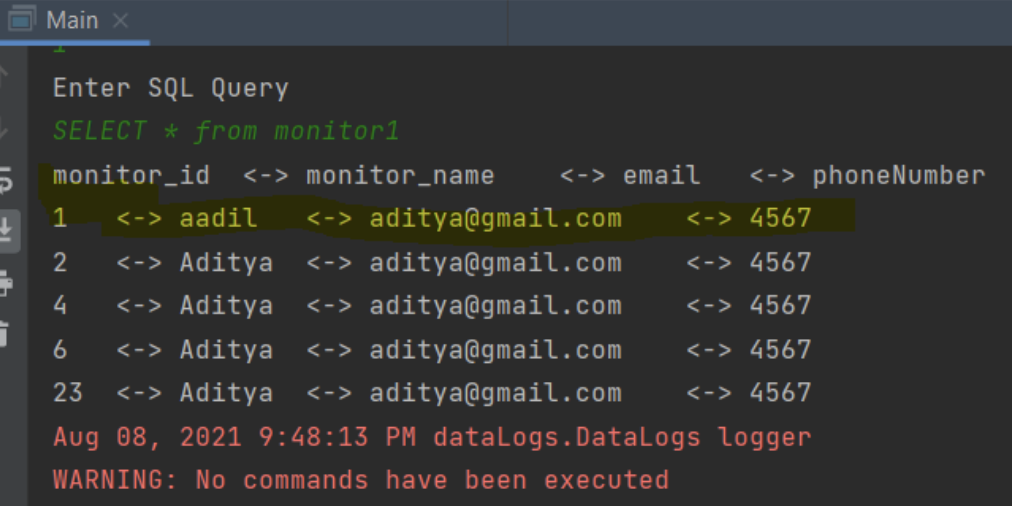 Main
1
Enter SQL Query
SELECT * from monitor1
monitor_id <-> monitor_name <-> email <-> phoneNumber
1 <-> aadil <-> aditya@gmail.com <-> 4567
2 <-> Aditya <-> aditya@gmail.com <-> 4567
4 <-> Aditya <-> aditya@gmail.com <-> 4567
6 <-> Aditya <-> aditya@gmail.com <-> 4567
23 <-> Aditya <-> aditya@gmail.com <-> 4567
Aug 08, 2021 9:48:13 PM dataLogs.DataLogs logger
WARNING: No commands have been executed